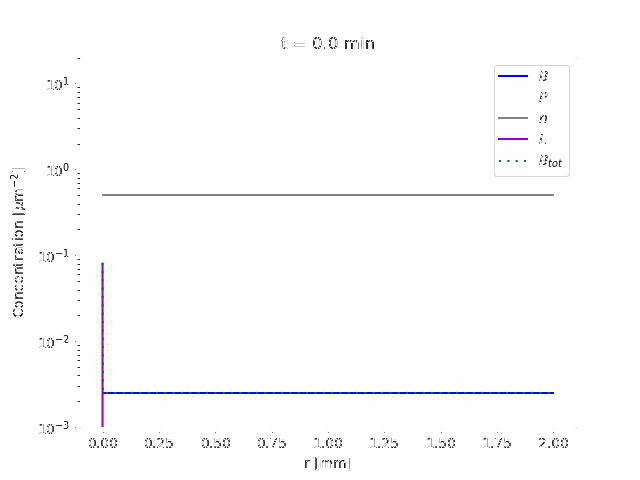 t = 0.0 min
Concentration [μm⁻²]
10¹
10⁰
10⁻¹
10⁻²
10⁻³
B
P
n
L
B_tot
0.00 0.25 0.50 0.75 1.00 1.25 1.50 1.75 2.00
r [mm]